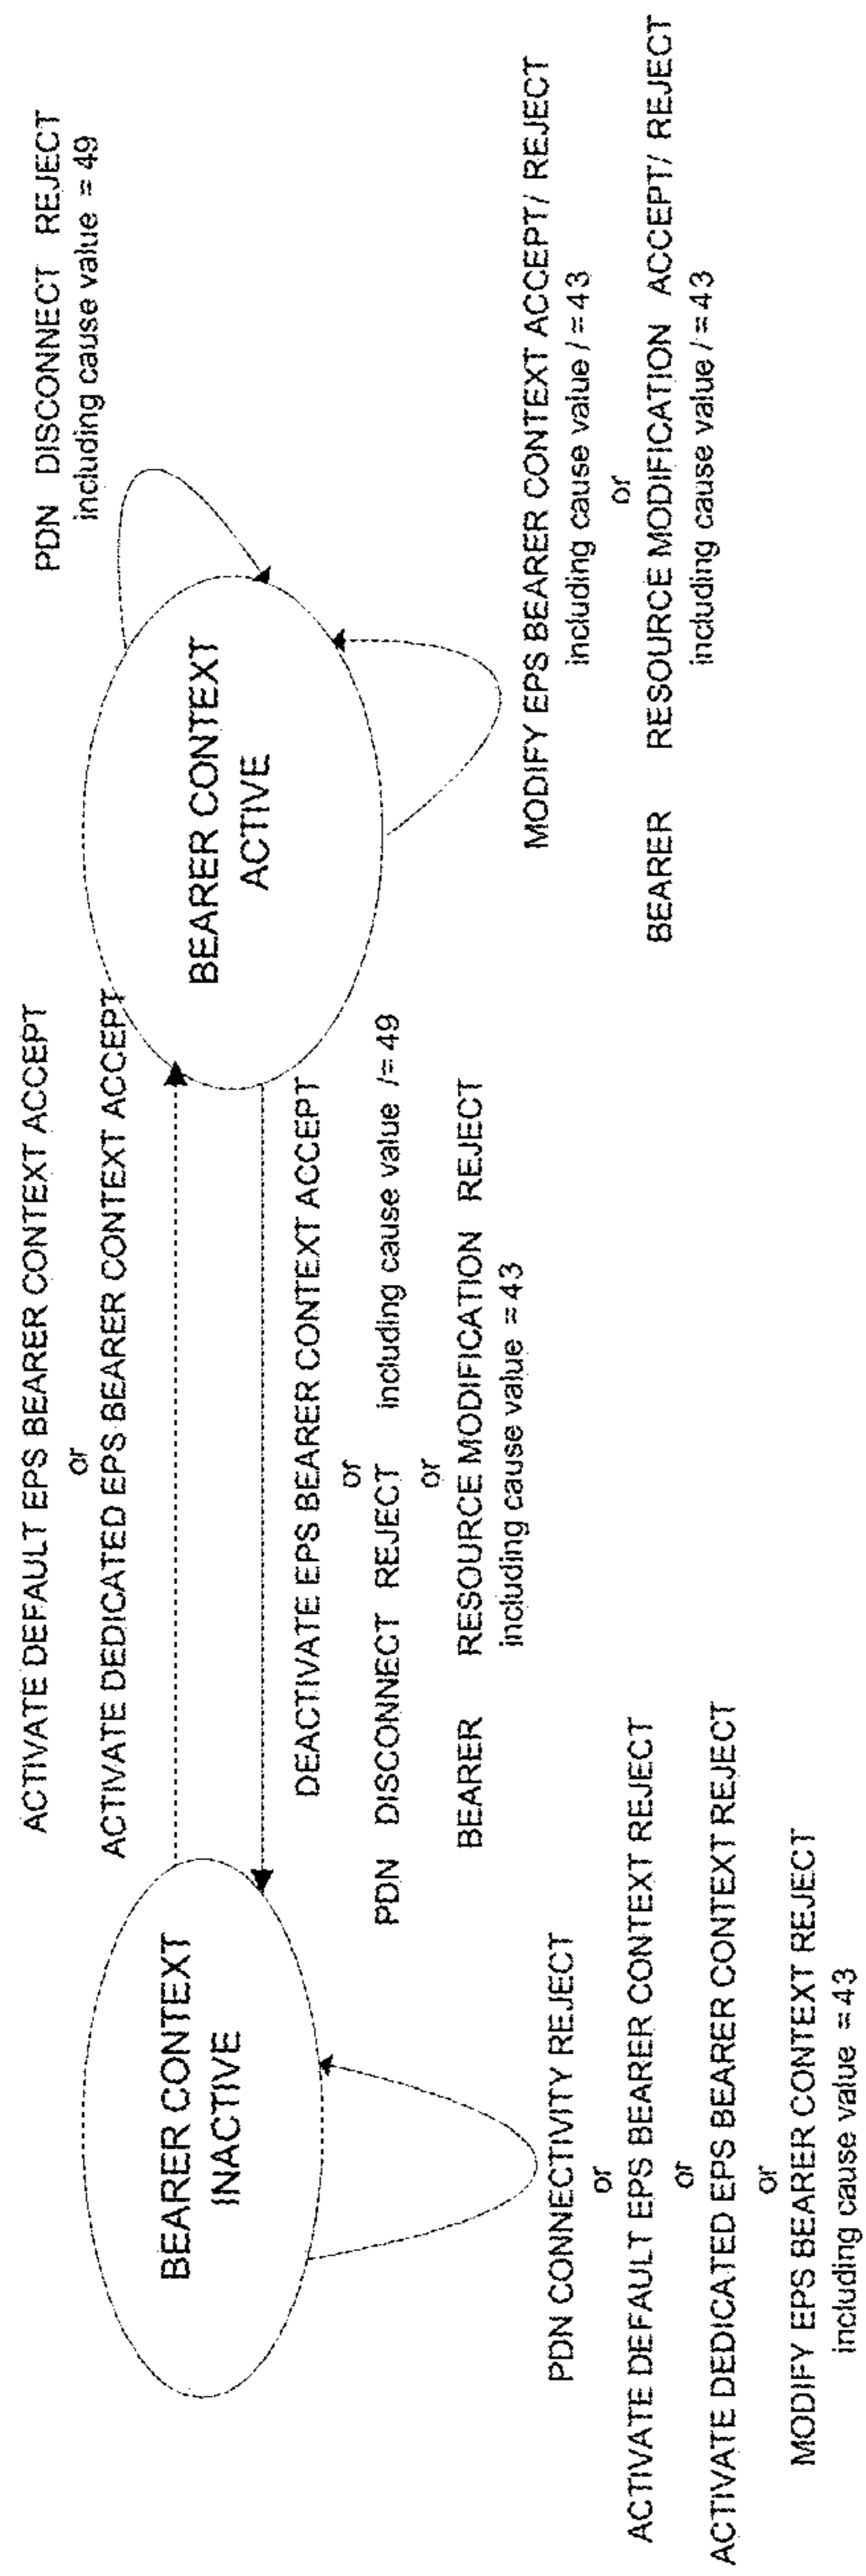 ACTIVATE DEFAULT EPS BEARER CONTEXT ACCEPT
or
ACTIVATE DEDICATED EPS BEARER CONTEXT ACCEPT
PDN DISCONNECT REJECT
including cause value = 49
BEARER CONTEXT
INACTIVE
BEARER CONTEXT
ACTIVE
DEACTIVATE EPS BEARER CONTEXT ACCEPT
or
PDN DISCONNECT REJECT including cause value /= 49
or
BEARER RESOURCE MODIFICATION REJECT
including cause value = 43
PDN CONNECTIVITY REJECT
or
ACTIVATE DEFAULT EPS BEARER CONTEXT REJECT
or
ACTIVATE DEDICATED EPS BEARER CONTEXT REJECT
or
MODIFY EPS BEARER CONTEXT REJECT
including cause value = 43
MODIFY EPS BEARER CONTEXT ACCEPT/ REJECT
including cause value /= 43
or
BEARER RESOURCE MODIFICATION ACCEPT/ REJECT
including cause value /= 43